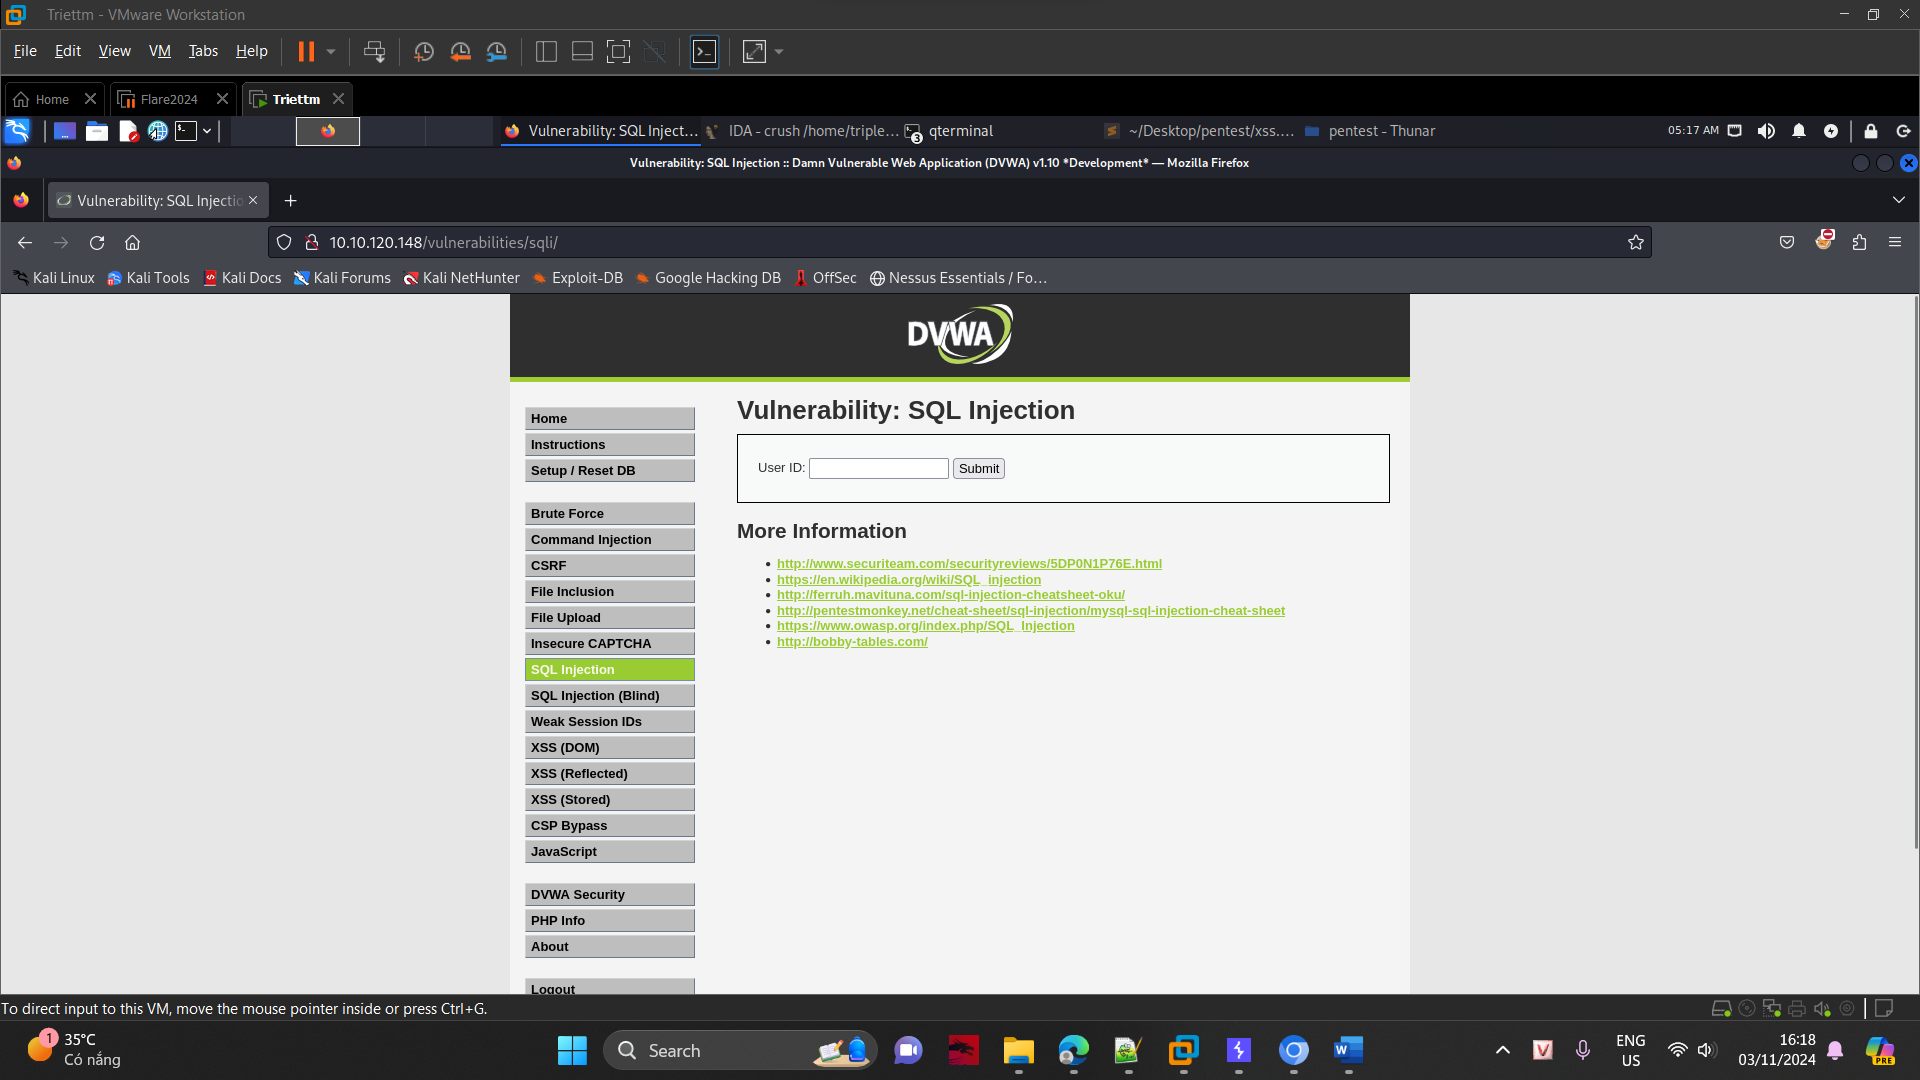 Triettm - VMware Workstation
File Edit View VM Tabs Help
Home Flare2024 Triettm
Vulnerability: SQL Inject... IDA - crush /home/triple... 3 qterminal ~/Desktop/pentest/xss.... pentest - Thunar 05:17 AM
Vulnerability: SQL Injection :: Damn Vulnerable Web Application (DVWA) v1.10 *Development* — Mozilla Firefox
Vulnerability: SQL Injectio
10.10.120.148/vulnerabilities/sqli/
Kali Linux Kali Tools Kali Docs Kali Forums Kali NetHunter Exploit-DB Google Hacking DB OffSec Nessus Essentials / Fo...
DVWA
Home
Instructions
Setup / Reset DB
Brute Force
Command Injection
CSRF
File Inclusion
File Upload
Insecure CAPTCHA
SQL Injection
SQL Injection (Blind)
Weak Session IDs
XSS (DOM)
XSS (Reflected)
XSS (Stored)
CSP Bypass
JavaScript
DVWA Security
PHP Info
About
Logout
Vulnerability: SQL Injection
User ID: Submit
More Information
http://www.securiteam.com/securityreviews/5DP0N1P76E.html
https://en.wikipedia.org/wiki/SQL_injection
http://ferruh.mavituna.com/sql-injection-cheatsheet-oku/
http://pentestmonkey.net/cheat-sheet/sql-injection/mysql-sql-injection-cheat-sheet
https://www.owasp.org/index.php/SQL_Injection
http://bobby-tables.com/
To direct input to this VM, move the mouse pointer inside or press Ctrl+G.
1 35°C
Có nắng
Search
ENG
US
16:18
03/11/2024
PRE